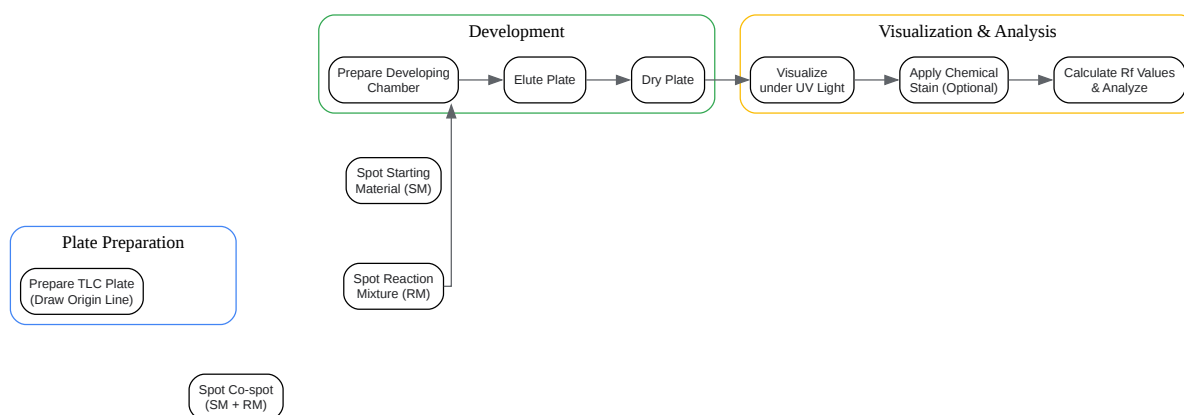 Development
Prepare Developing
Chamber
Elute Plate
Dry Plate
Visualization & Analysis
Visualize
under UV Light
Apply Chemical
Stain (Optional)
Calculate Rf Values
& Analyze
Spot Starting
Material (SM)
Plate Preparation
Prepare TLC Plate
(Draw Origin Line)
Spot Reaction
Mixture (RM)
Spot Co-spot
(SM + RM)